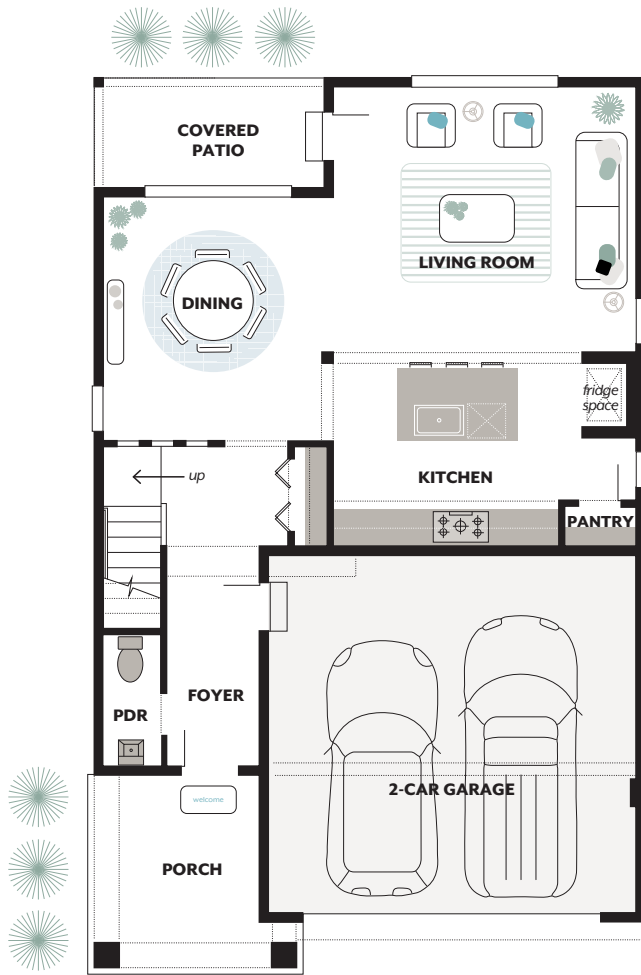 COVERED
PATIO
LIVING ROOM
DINING
fridge
space
up
KITCHEN
PANTRY
FOYER
PDR
2-CAR GARAGE
welcome
PORCH